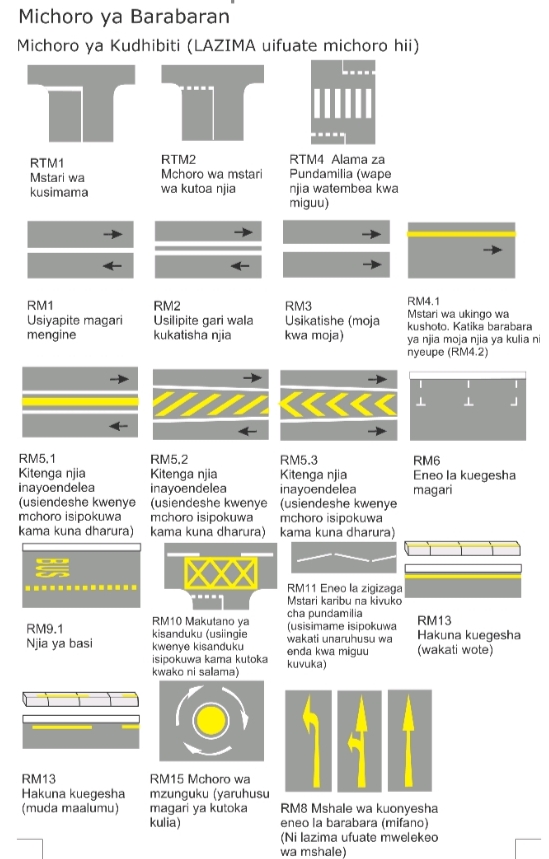 Michoro ya Barabaran
Michoro ya Kudhibiti (LAZIMA uifuate michoro hii)
RTM1
Mstari wa
kusimama
RTM2
Mchoro wa mstari
wa kutoa njia
RTM4 Alama za
Pundamilia (wape
njia watembea kwa
miguu)
RM1
Usiyapite magari
mengine
RM2
Usilipite gari wala
kukatisha njia
RM3
Usikatishe (moja
kwa moja)
RM4.1
Mstari wa ukingo wa
kushoto. Katika barabara
ya njia moja njia ya kulia ni
nyeupe (RM4.2)
RM5.1
Kitenga njia
inayoendelea
(usiendeshe kwenye
mchoro isipokuwa
kama kuna dharura)
RM5.2
Kitenga njia
inayoendelea
(usiendeshe kwenye
mchoro isipokuwa
kama kuna dharura)
RM5.3
Kitenga njia
inayoendelea
(usiendeshe kwenye
mchoro isipokuwa
kama kuna dharura)
RM6
Eneo la kuegesha
magari
BUS
RM9.1
Njia ya basi
RM10 Makutano ya
kisanduku (usiingie
kwenye kisanduku
isipokuwa kama kutoka
kwako ni salama)
RM11 Eneo la zigizaga
Mstari karibu na kivuko
cha pundamilia
(usisimame isipokuwa
wakati unaruhusu wa
enda kwa miguu
kuvuka)
RM13
Hakuna kuegesha
(wakati wote)
RM13
Hakuna kuegesha
(muda maalumu)
RM15 Mchoro wa
mzunguko (yaruhusu
magari ya kutoka
kulia)
RM8 Mshale wa kuonyesha
eneo la barabara (mifano)
(Ni lazima ufuate mwelekeo
wa mshale)